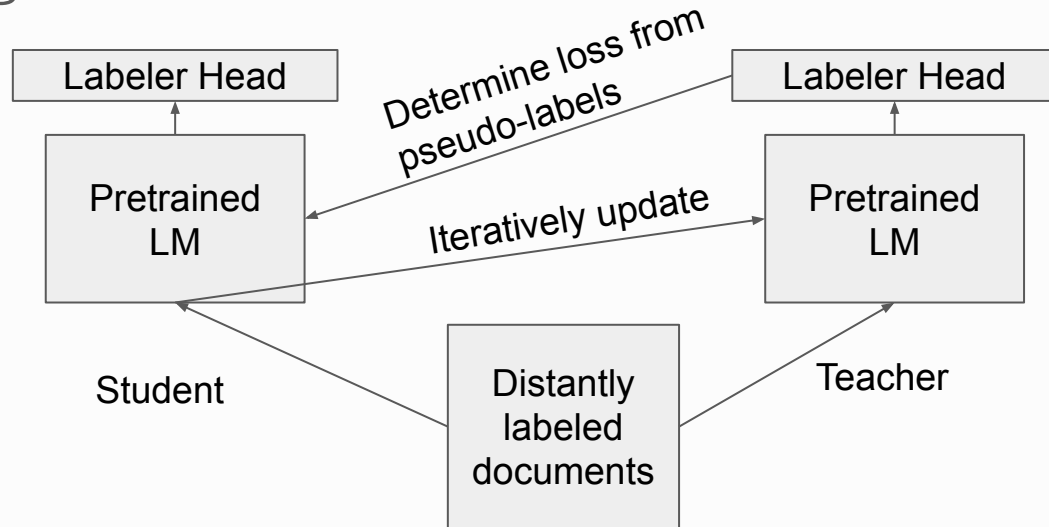 Labeler Head
Determine loss from
pseudo-labels
Labeler Head
Pretrained
LM
Iteratively update
Pretrained
LM
Student
Distantly
labeled
documents
Teacher